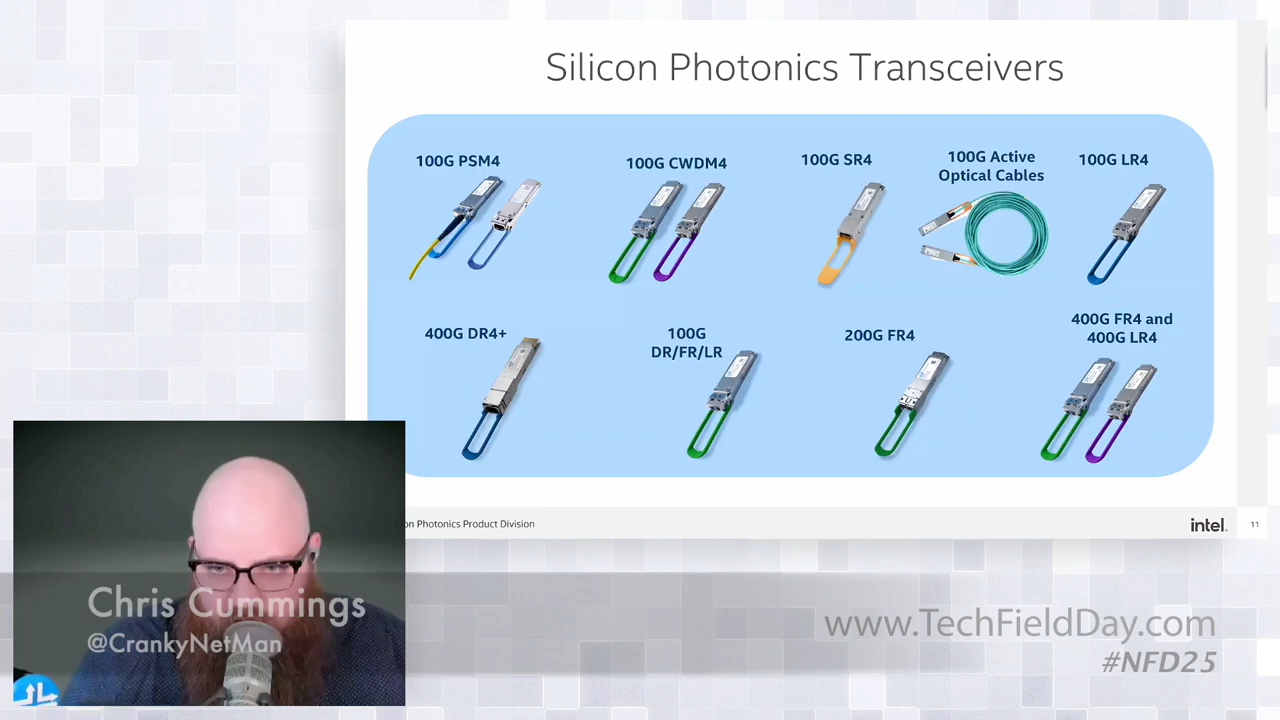 Silicon Photonics Transceivers
100G PSM4
100G CWDM4
100G SR4
100G Active
Optical Cables
100G LR4
400G DR4+
100G
DR/FR/LR
200G FR4
400G FR4 and
400G LR4
on Photonics Product Division
intel.
11
Chris Cummings
@CrankyNetMan
www.TechFieldDay.com
#NFD25